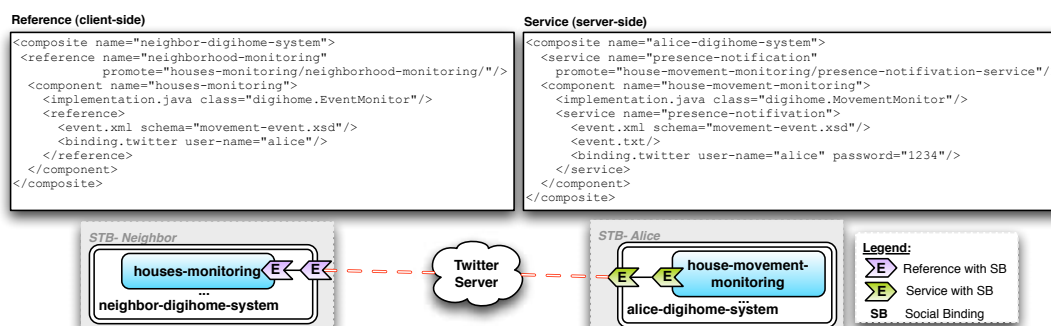 Reference (client-side)
<composite name="neighbor-digihome-system">
<reference name="neighborhood-monitoring"
promote="houses-monitoring/neighborhood-monitoring/"/>
<component name="houses-monitoring">
<implementation.java class="digihome.EventMonitor"/>
<reference>
<event.xml schema="movement-event.xsd"/>
<binding.twitter user-name="alice"/>
</reference>
</component>
</composite>
Service (server-side)
<composite name="alice-digihome-system">
<service name="presence-notification"
promote="house-movement-monitoring/presence-notifivation-service"/
<component name="house-movement-monitoring">
<implementation.java class="digihome.MovementMonitor"/>
<service name="presence-notifivation">
<event.xml schema="movement-event.xsd"/>
<event.txt/>
<binding.twitter user-name="alice" password="1234"/>
</service>
</component>
</composite>
STB- Neighbor
houses-monitoring
E
E
...
neighbor-digihome-system
Twitter
Server
STB- Alice
E
E
house-movement-
monitoring
...
alice-digihome-system
Legend:
E Reference with SB
E Service with SB
SB Social Binding